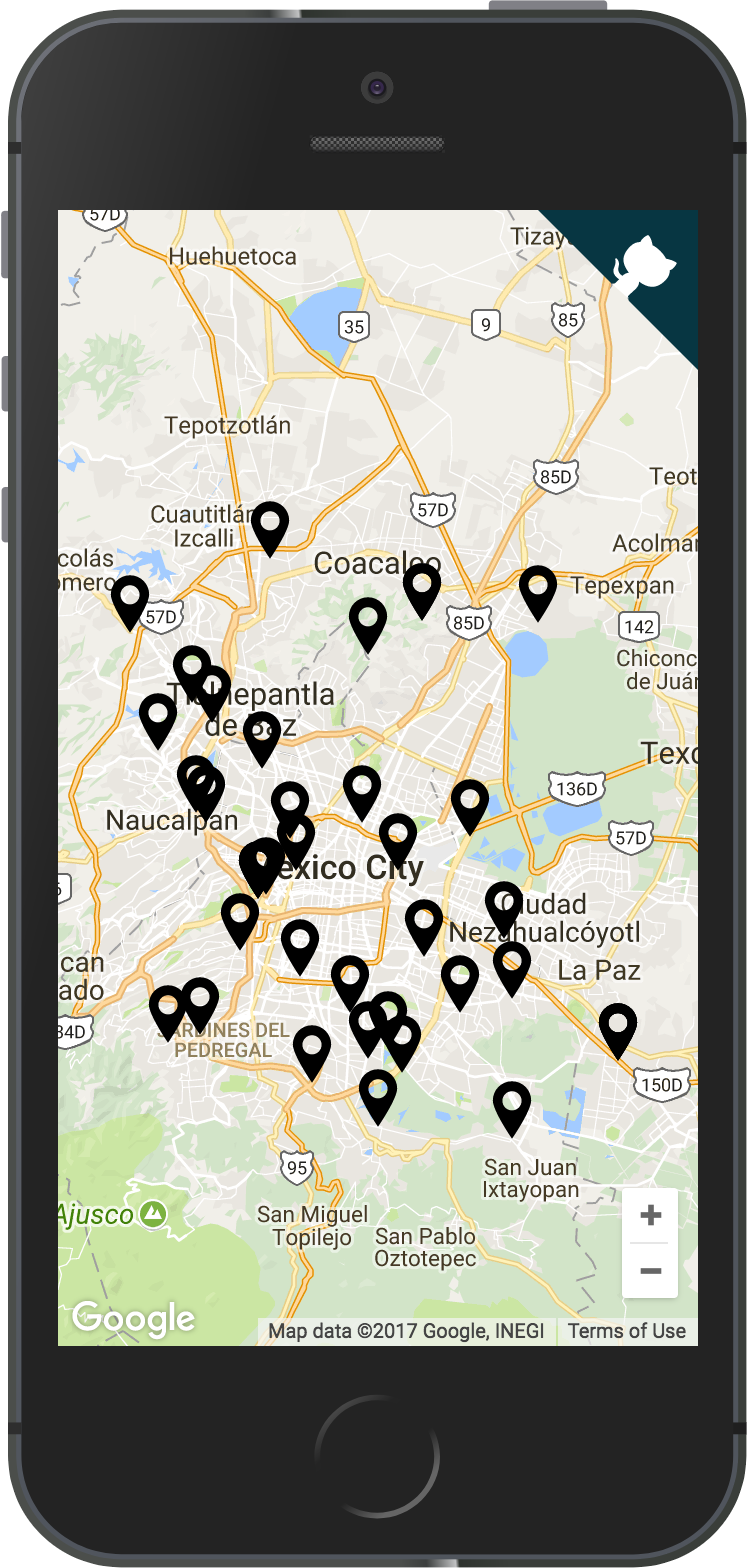 57D
Tizay
Huehuetoca
35
9
85
Tepotzotlán
85D
Teot
57D
Cuautitlán
Izcalli
Acolman
Coacalco
colás
omero
Tepexpan
57D
85D
142
Chiconc
de Juár
Tlalnepantla
de Baz
Texc
136D
Naucalpan
57D
Mexico City
Ciudad
Nezahualcóyotl
can
ado
La Paz
34D
JARDINES DEL
PEDREGAL
150D
95
San Juan
Ixtayopan
Ajusco
San Miguel
Topilejo
San Pablo
Oztotepec
+
−
Google
Map data ©2017 Google, INEGI
Terms of Use